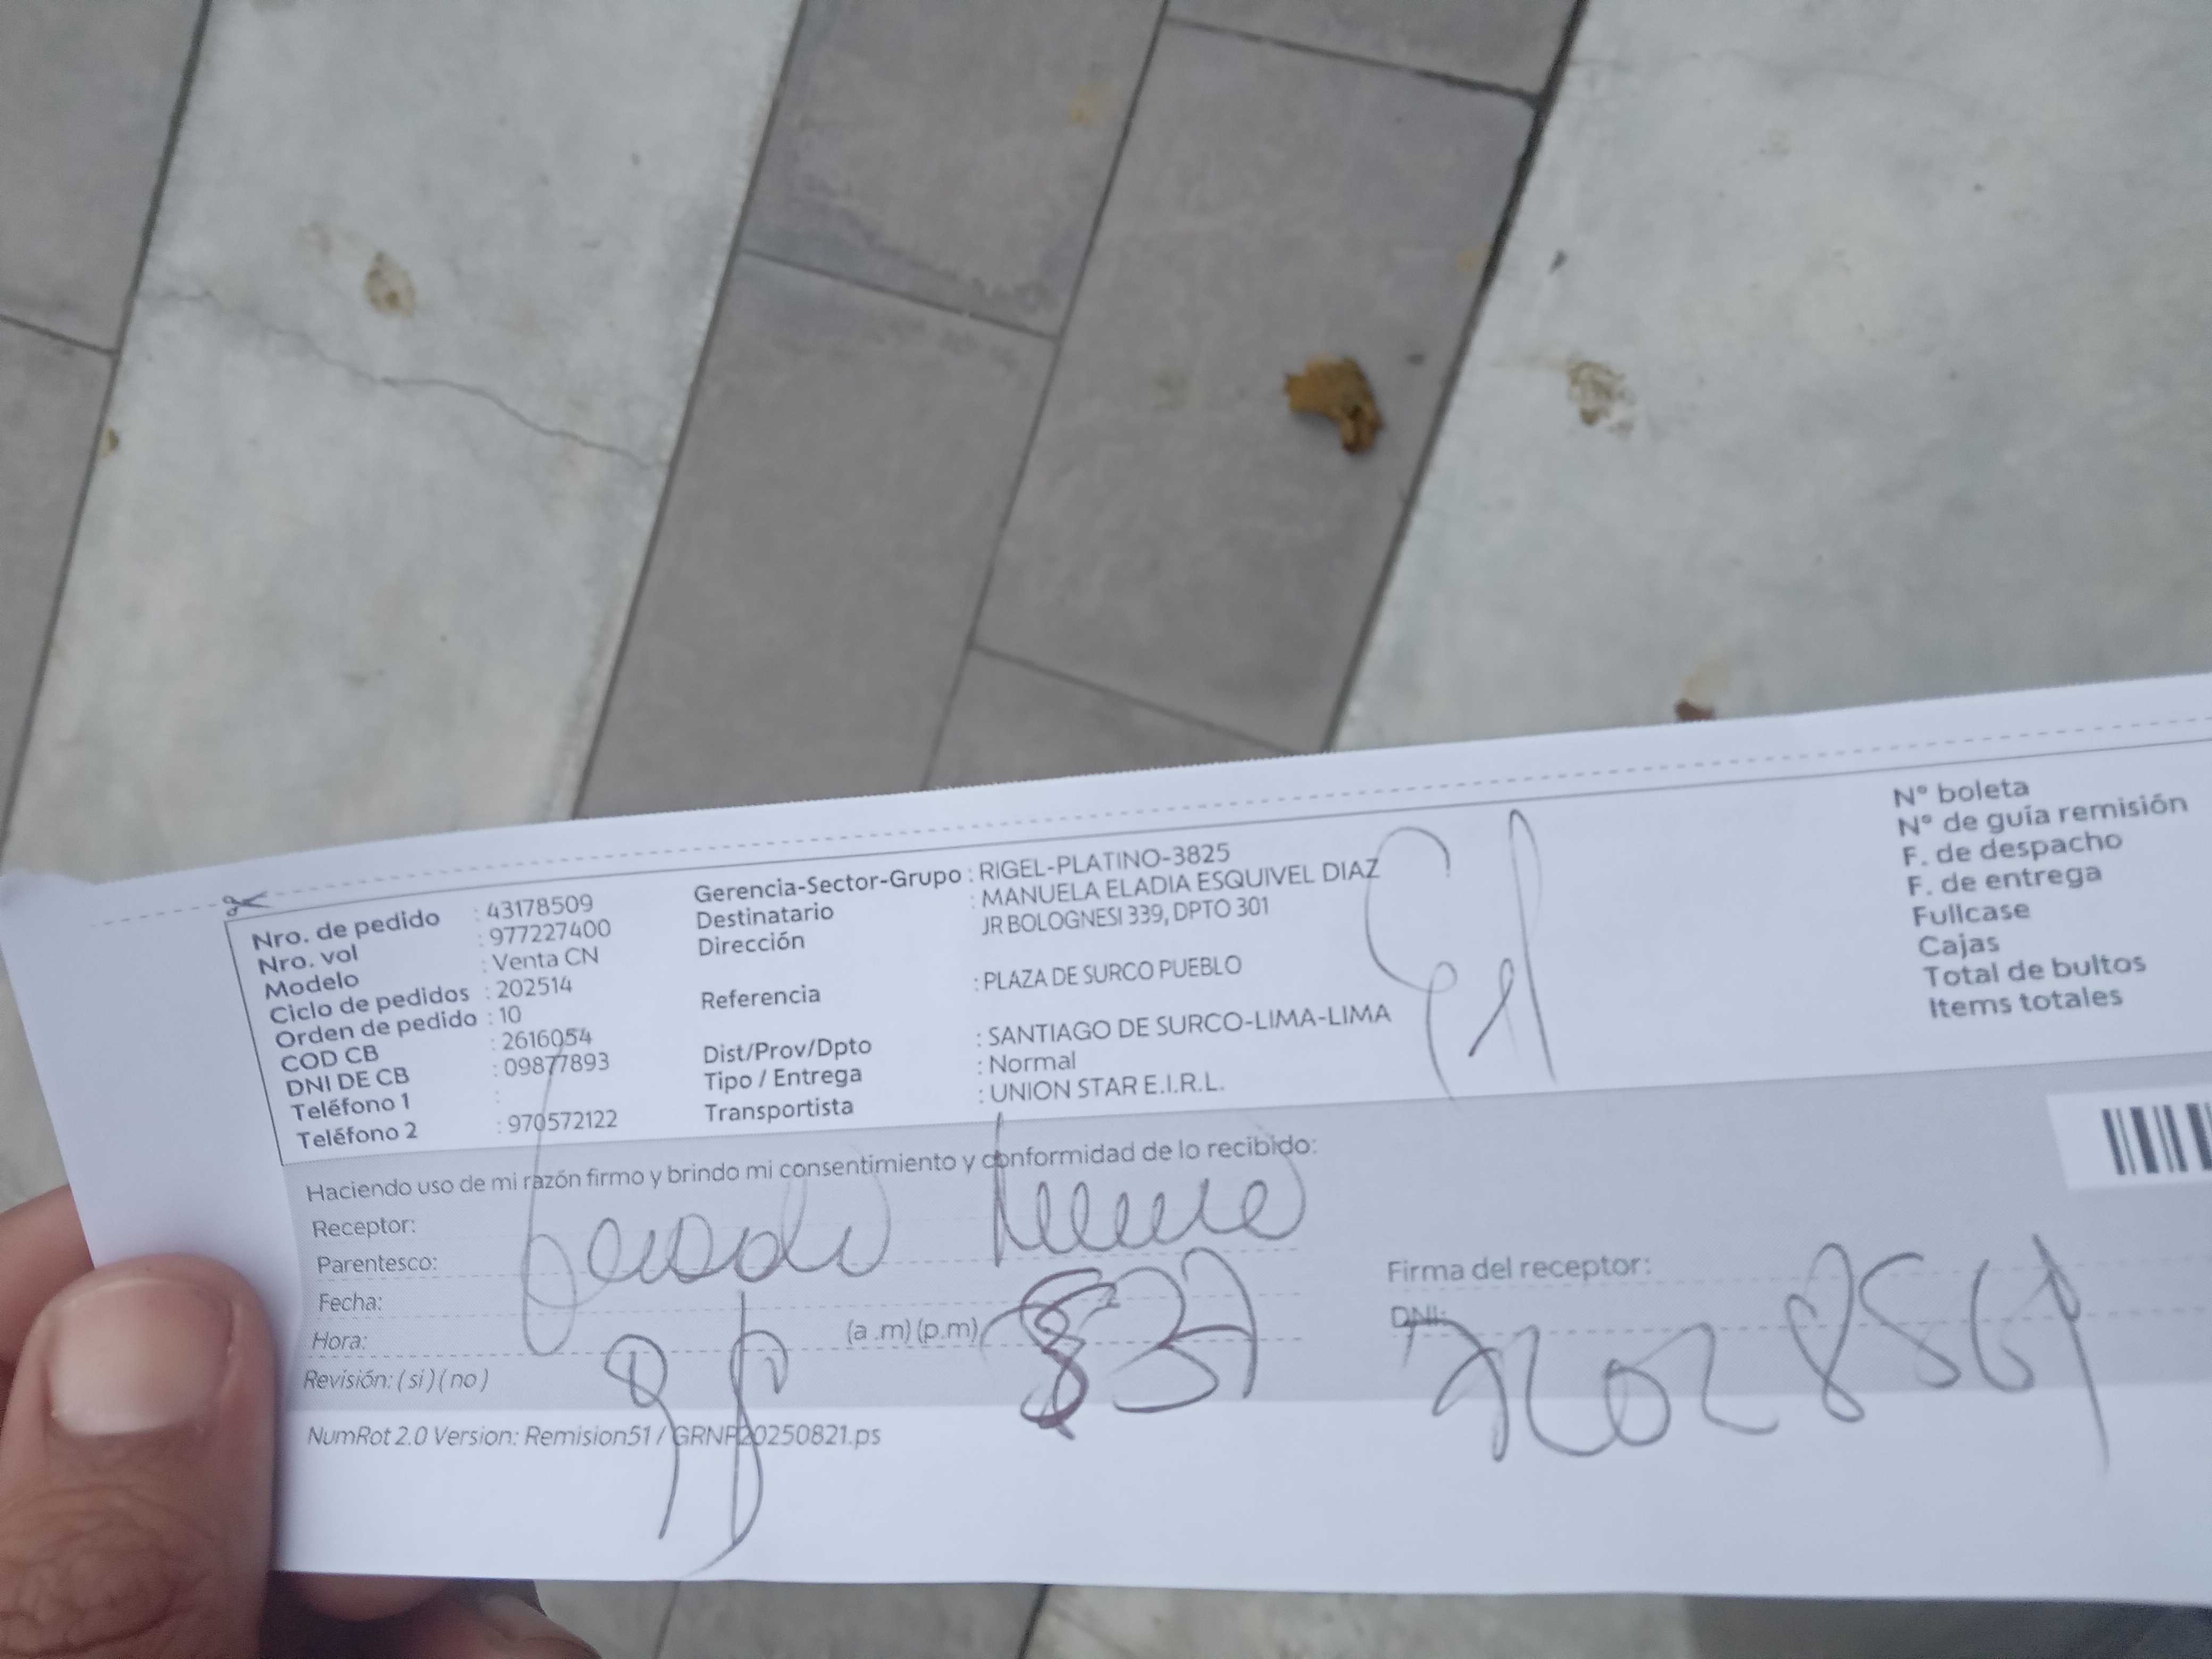 Nro. de pedido : 43178509
Nro. vol : 977227400
Modelo : Venta CN
Ciclo de pedidos : 202514
Orden de pedido : 10
COD CB : 2616054
DNI DE CB : 09877893
Teléfono 1 :
Teléfono 2 : 970572122
Gerencia-Sector-Grupo : RIGEL-PLATINO-3825
Destinatario : MANUELA ELADIA ESQUIVEL DIAZ
Dirección JR BOLOGNESI 339, DPTO 301
Referencia : PLAZA DE SURCO PUEBLO
Dist/Prov/Dpto : SANTIAGO DE SURCO-LIMA-LIMA
Tipo / Entrega : Normal
Transportista : UNION STAR E.I.R.L.
N° boleta
N° de guía remisión
F. de despacho
F. de entrega
Fullcase
Cajas
Total de bultos
Items totales
Haciendo uso de mi razón firmo y brindo mi consentimiento y conformidad de lo recibido:
Receptor:
Parentesco:
Fecha:
Hora: (a .m) (p.m)
Revisión: ( si ) ( no )
Firma del receptor:
DNI:
NumRot 2.0 Version: Remision51 / GRNP20250821.ps